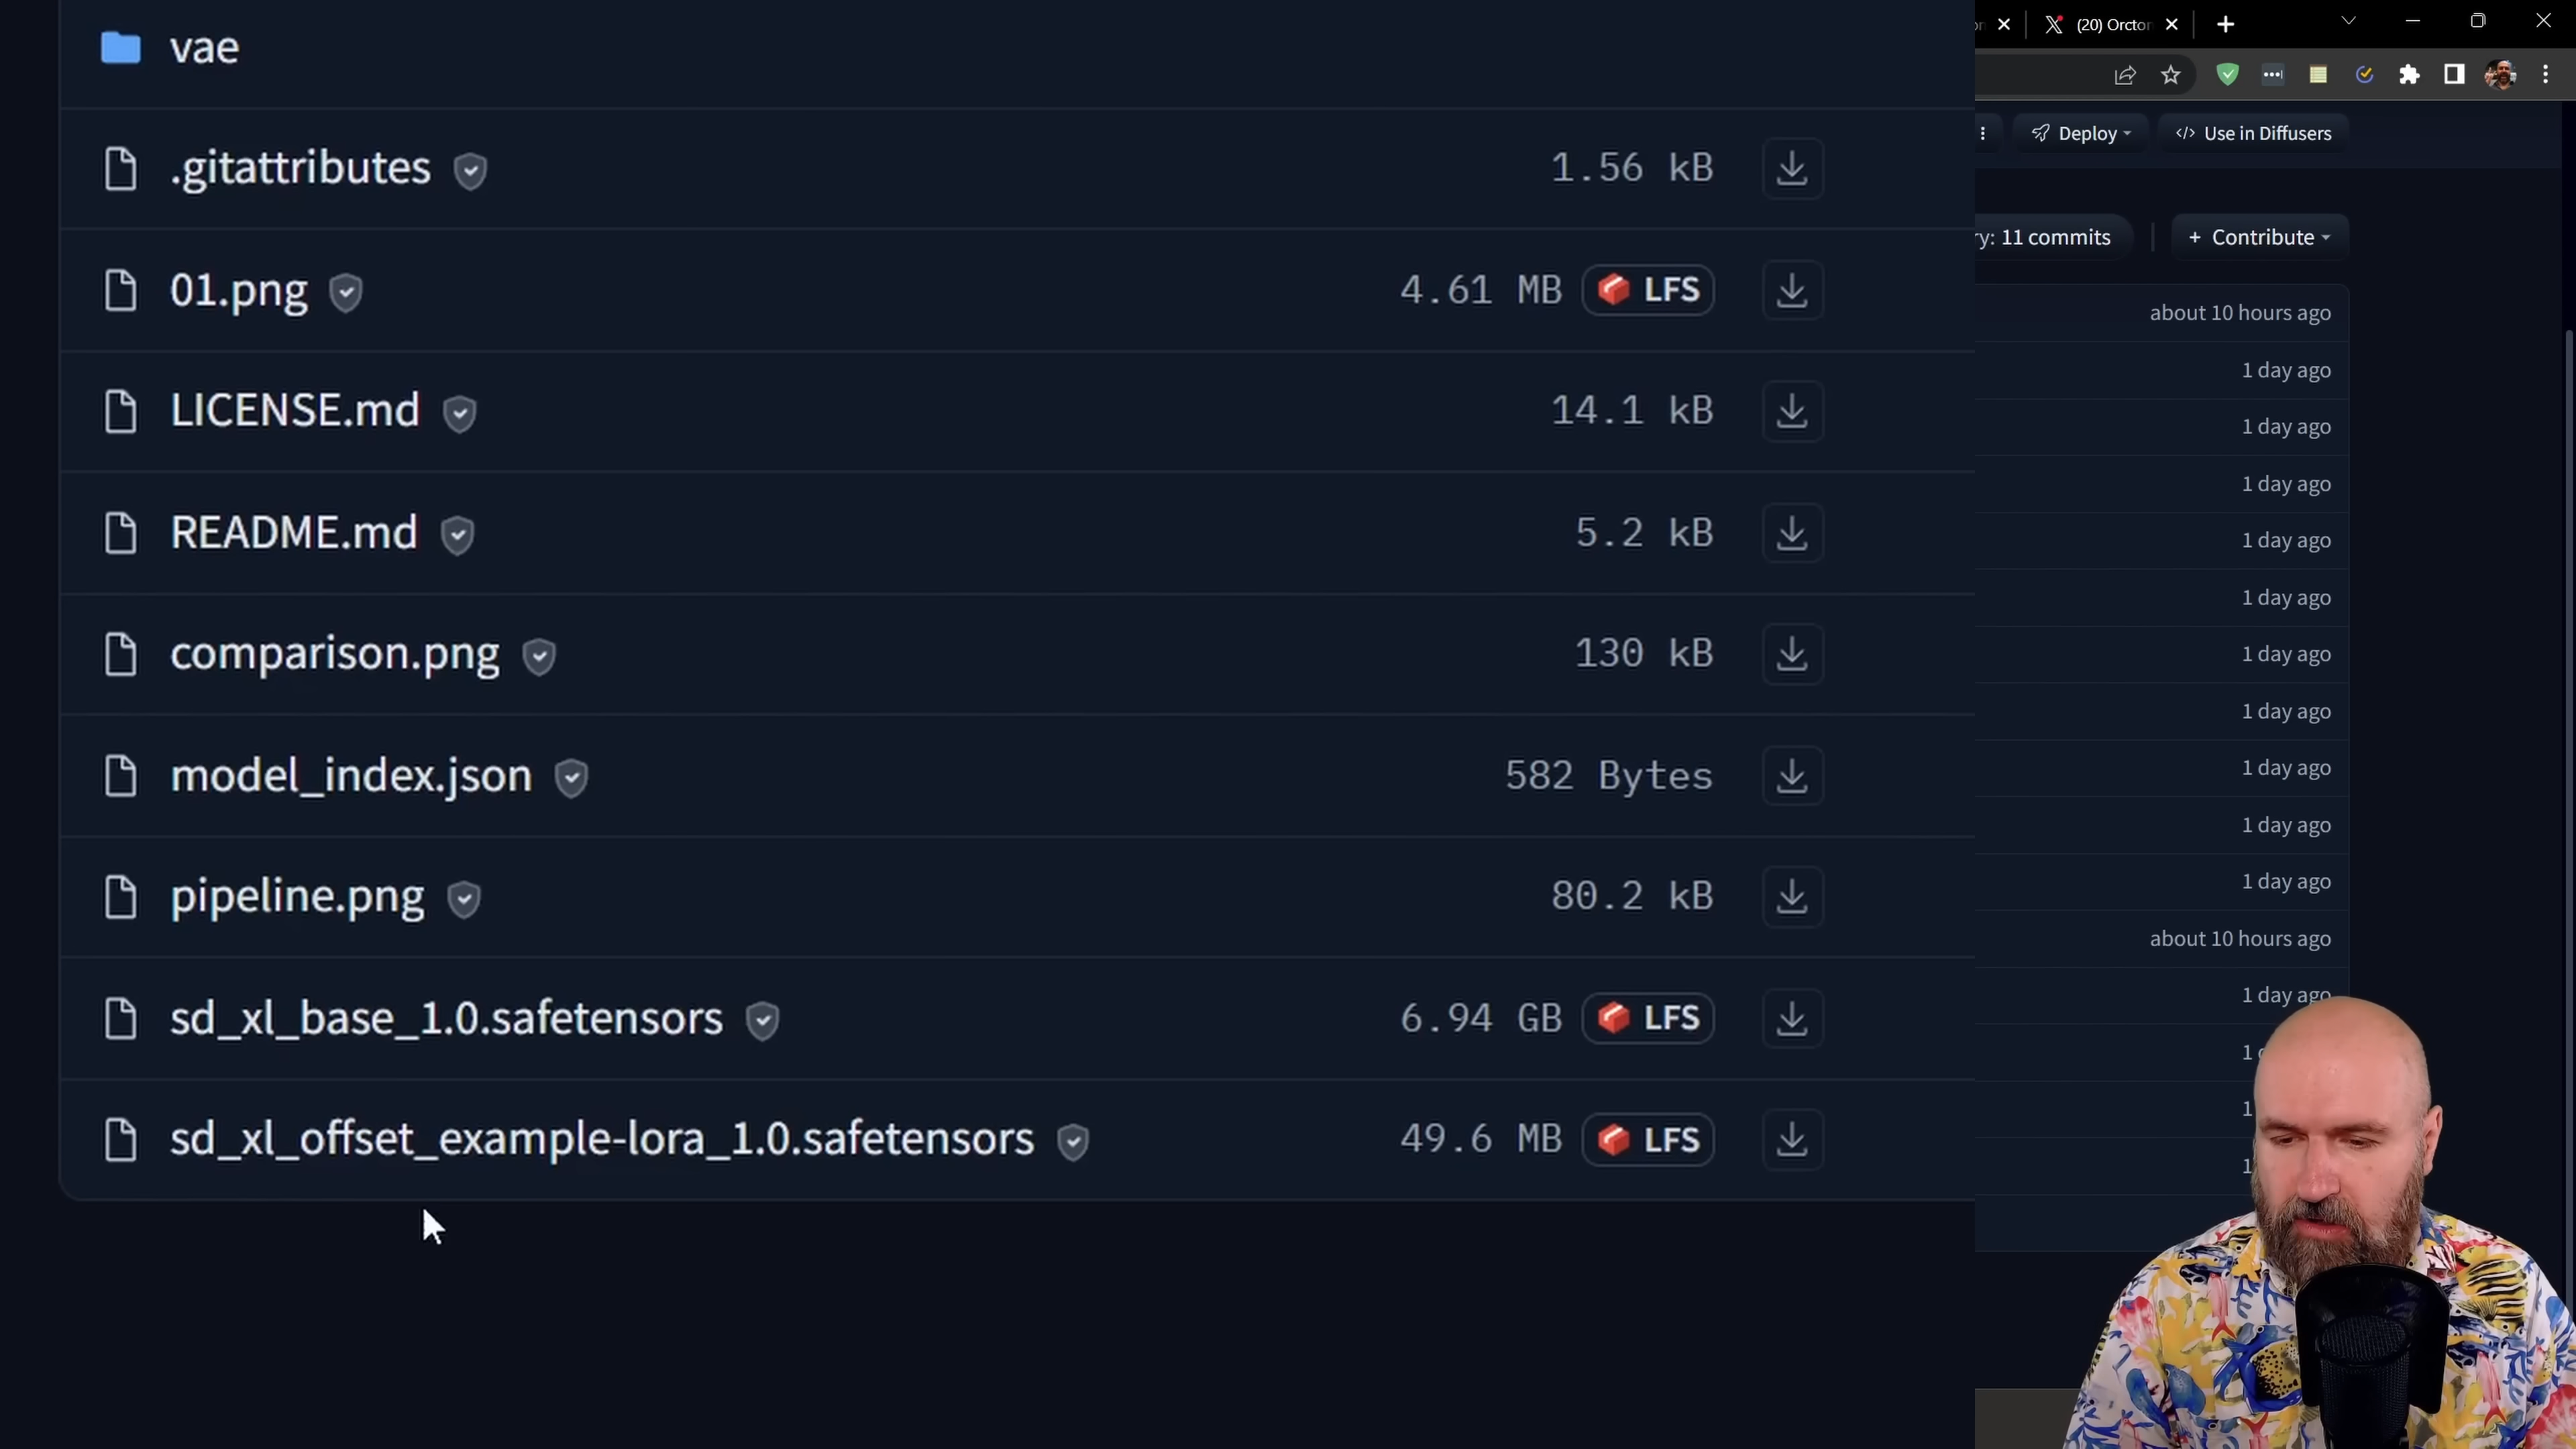 vae
.gitattributes 1.56 kB
01.png 4.61 MB LFS
LICENSE.md 14.1 kB
README.md 5.2 kB
comparison.png 130 kB
model_index.json 582 Bytes
pipeline.png 80.2 kB
sd_xl_base_1.0.safetensors 6.94 GB LFS
sd_xl_offset_example-lora_1.0.safetensors 49.6 MB LFS
(20) Orcton
Deploy </> Use in Diffusers
ry: 11 commits + Contribute
about 10 hours ago
1 day ago
1 day ago
1 day ago
1 day ago
1 day ago
1 day ago
1 day ago
1 day ago
1 day ago
1 day ago
about 10 hours ago
1 day ago
1
1
1